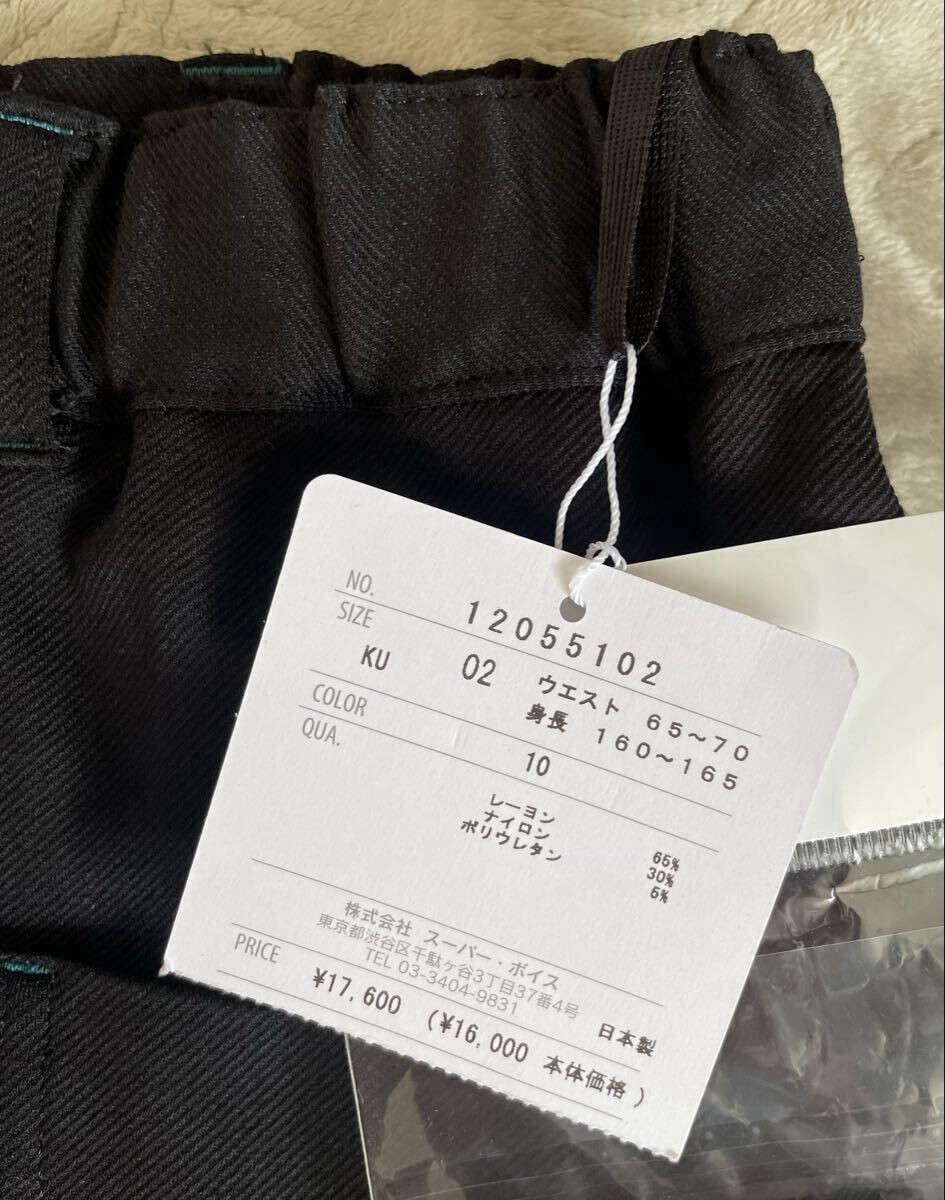 NO.
12055102
SIZE
KU 02 ウエスト 65~70
身長 160~165
COLOR
10
QUA.
レーヨン 65%
ナイロン 30%
ポリウレタン 5%
株式会社 スーパー・ボイス
東京都渋谷区千駄ヶ谷3丁目37番4号
TEL 03-3404-9831
日本製
PRICE
¥17,600 (¥16,000 本体価格)